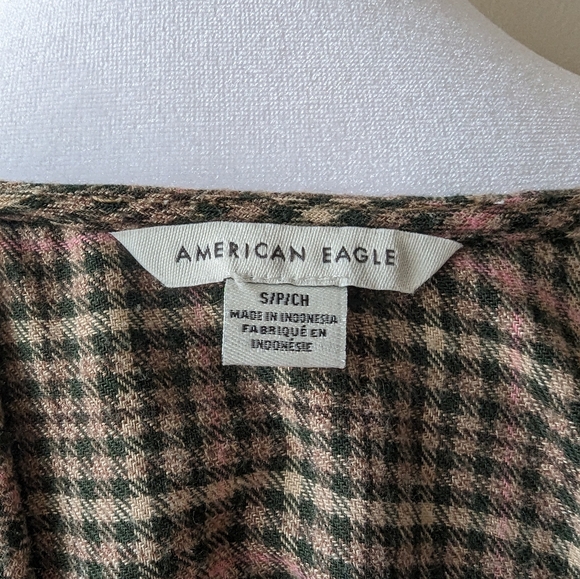 AMERICAN EAGLE
S/P/CH
MADE IN INDONESIA
FABRIQUÉ EN
INDONÉSIE